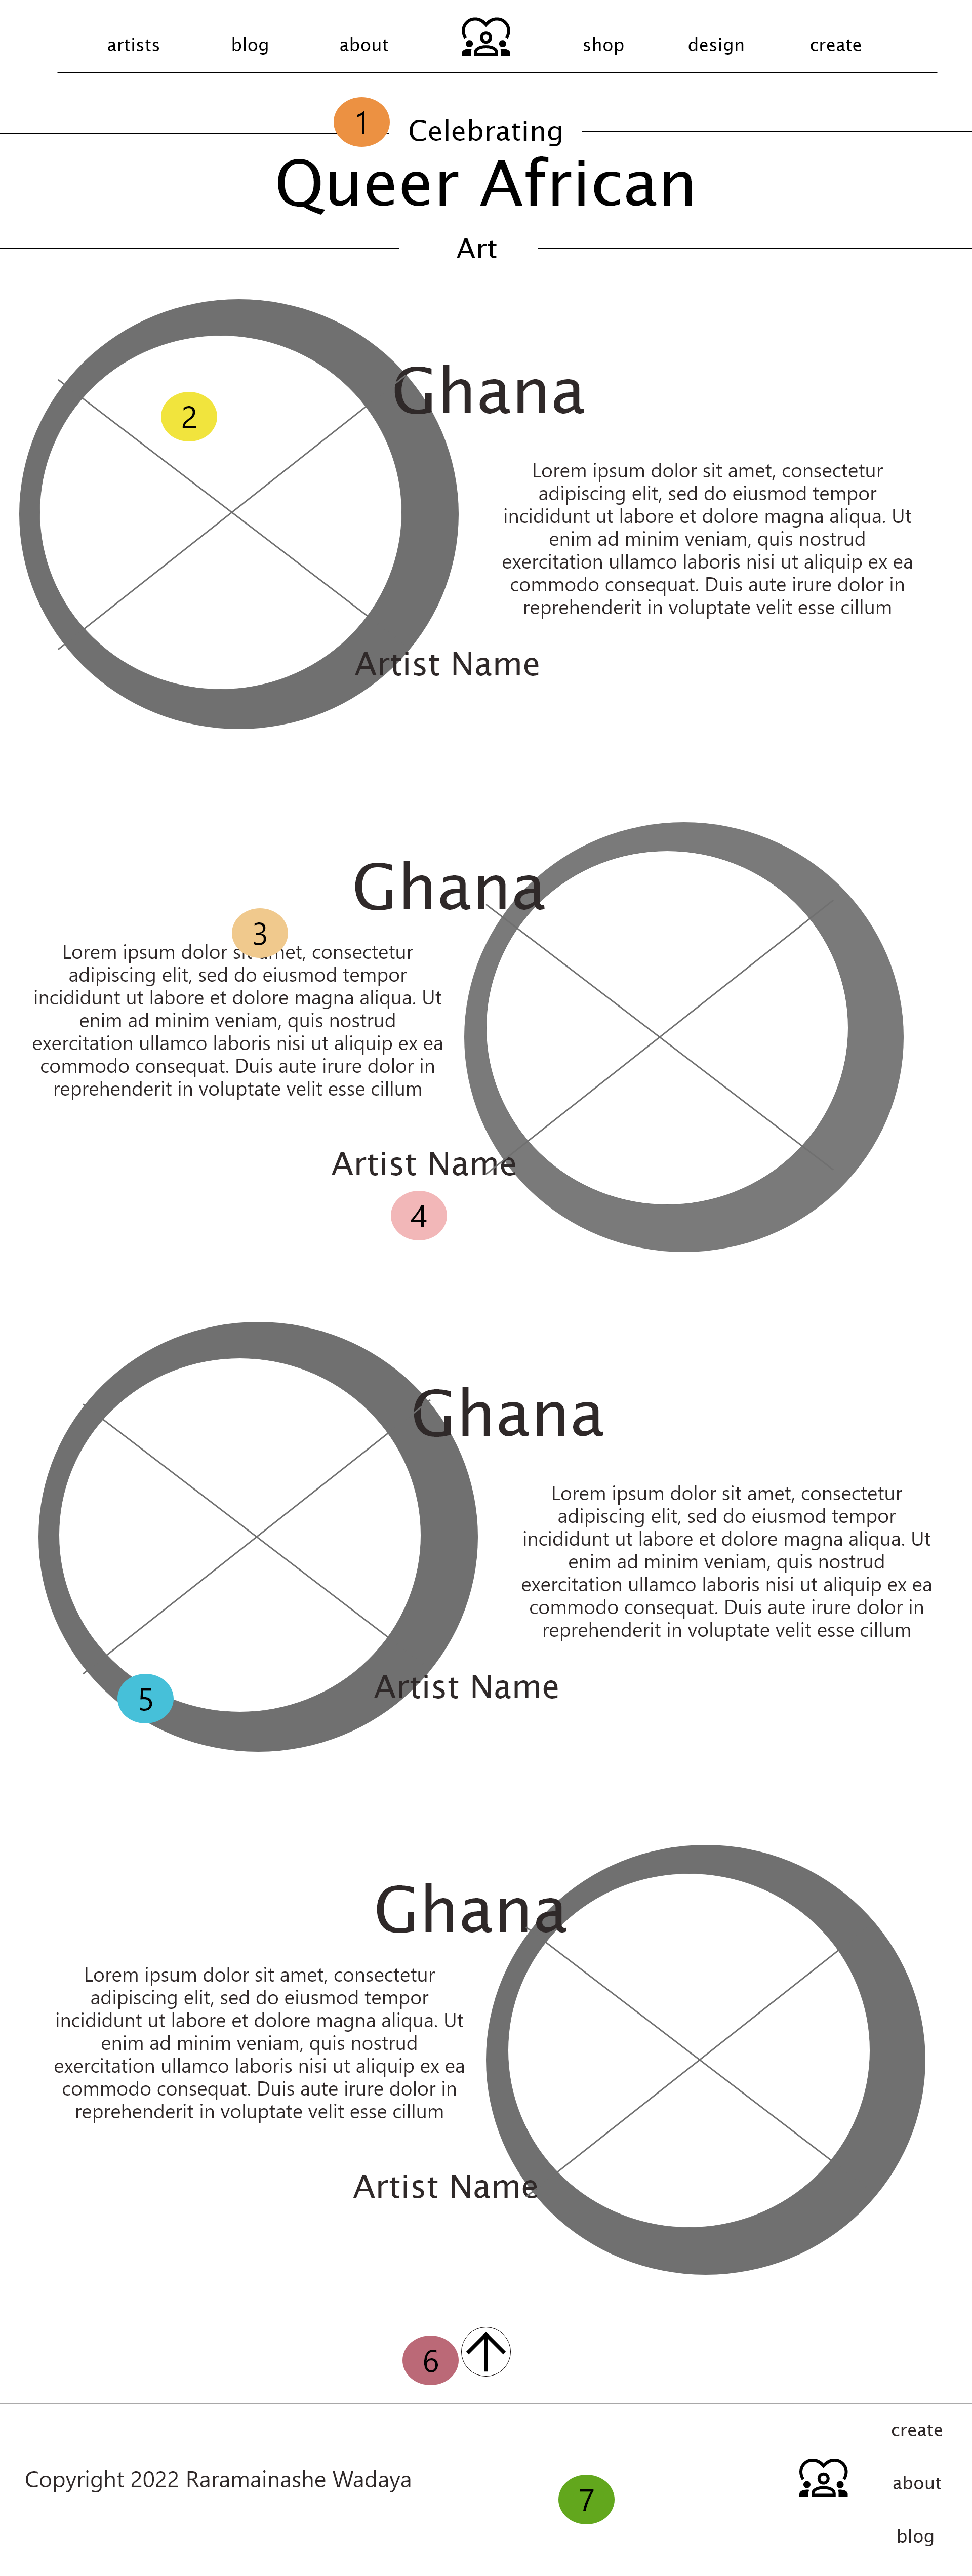 artists blog about shop design create
1 Celebrating
Queer African
Art
Ghana
2
Lorem ipsum dolor sit amet, consectetur
adipiscing elit, sed do eiusmod tempor
incididunt ut labore et dolore magna aliqua. Ut
enim ad minim veniam, quis nostrud
exercitation ullamco laboris nisi ut aliquip ex ea
commodo consequat. Duis aute irure dolor in
reprehenderit in voluptate velit esse cillum
Artist Name
Ghana
3
Lorem ipsum dolor sit amet, consectetur
adipiscing elit, sed do eiusmod tempor
incididunt ut labore et dolore magna aliqua. Ut
enim ad minim veniam, quis nostrud
exercitation ullamco laboris nisi ut aliquip ex ea
commodo consequat. Duis aute irure dolor in
reprehenderit in voluptate velit esse cillum
Artist Name
4
Ghana
Lorem ipsum dolor sit amet, consectetur
adipiscing elit, sed do eiusmod tempor
incididunt ut labore et dolore magna aliqua. Ut
enim ad minim veniam, quis nostrud
exercitation ullamco laboris nisi ut aliquip ex ea
commodo consequat. Duis aute irure dolor in
reprehenderit in voluptate velit esse cillum
Artist Name
5
Ghana
Lorem ipsum dolor sit amet, consectetur
adipiscing elit, sed do eiusmod tempor
incididunt ut labore et dolore magna aliqua. Ut
enim ad minim veniam, quis nostrud
exercitation ullamco laboris nisi ut aliquip ex ea
commodo consequat. Duis aute irure dolor in
reprehenderit in voluptate velit esse cillum
Artist Name
6
Copyright 2022 Raramainashe Wadaya
7
create
about
blog